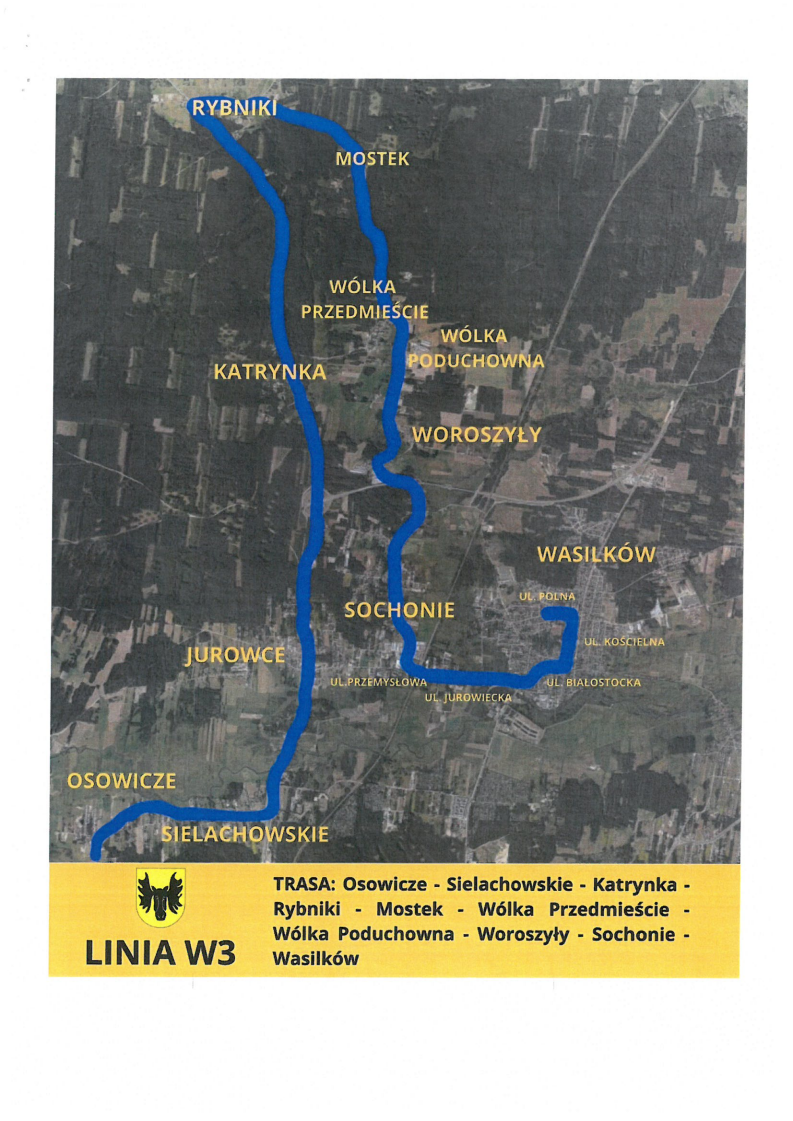 RYBNIKI
MOSTEK
WÓLKA
PRZEDMIEŚCIE
WÓLKA
PODUCHOWNA
KATRYNKA
WOROSZYŁY
WASILKÓW
UL. POLNA
SOCHONIE
UL. KOŚCIELNA
JUROWCE
UL.PRZEMYSŁOWA
UL. BIAŁOSTOCKA
UL. JUROWIECKA
OSOWICZE
SIELACHOWSKIE
LINIA W3
TRASA: Osowicze - Sielachowskie - Katrynka -
Rybniki - Mostek - Wólka Przedmieście -
Wólka Poduchowna - Woroszyły - Sochonie -
Wasilków